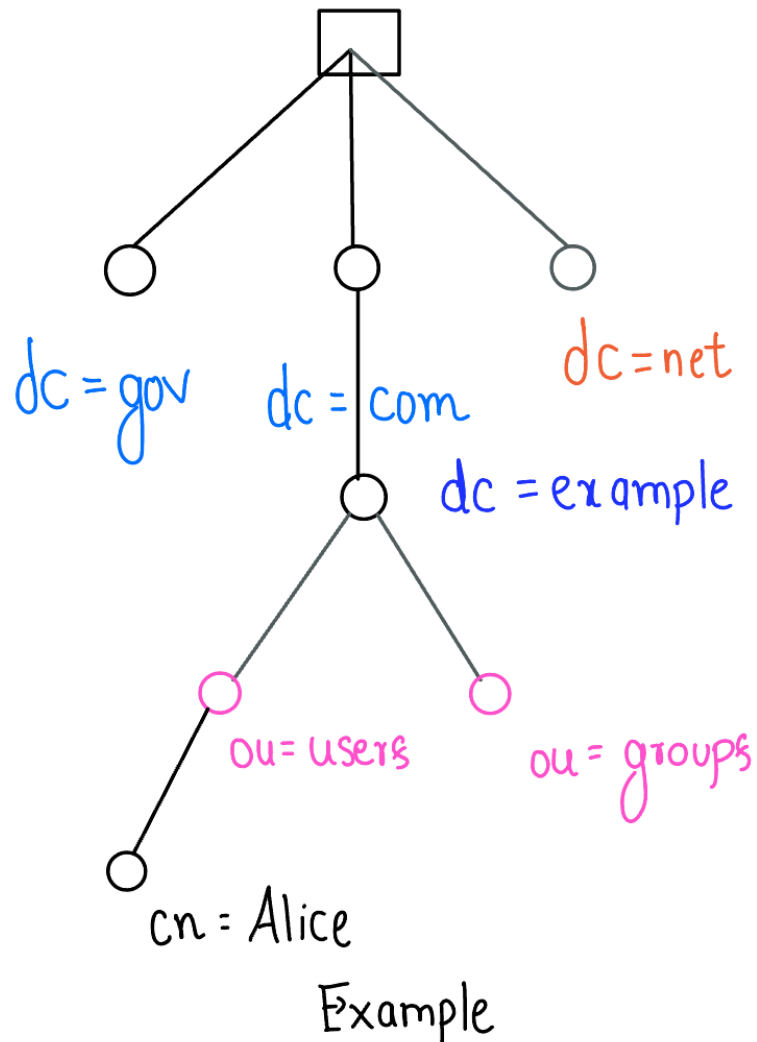 dc = gov
dc = com
dc = net
dc = example
ou = users
ou = groups
cn = Alice
Example